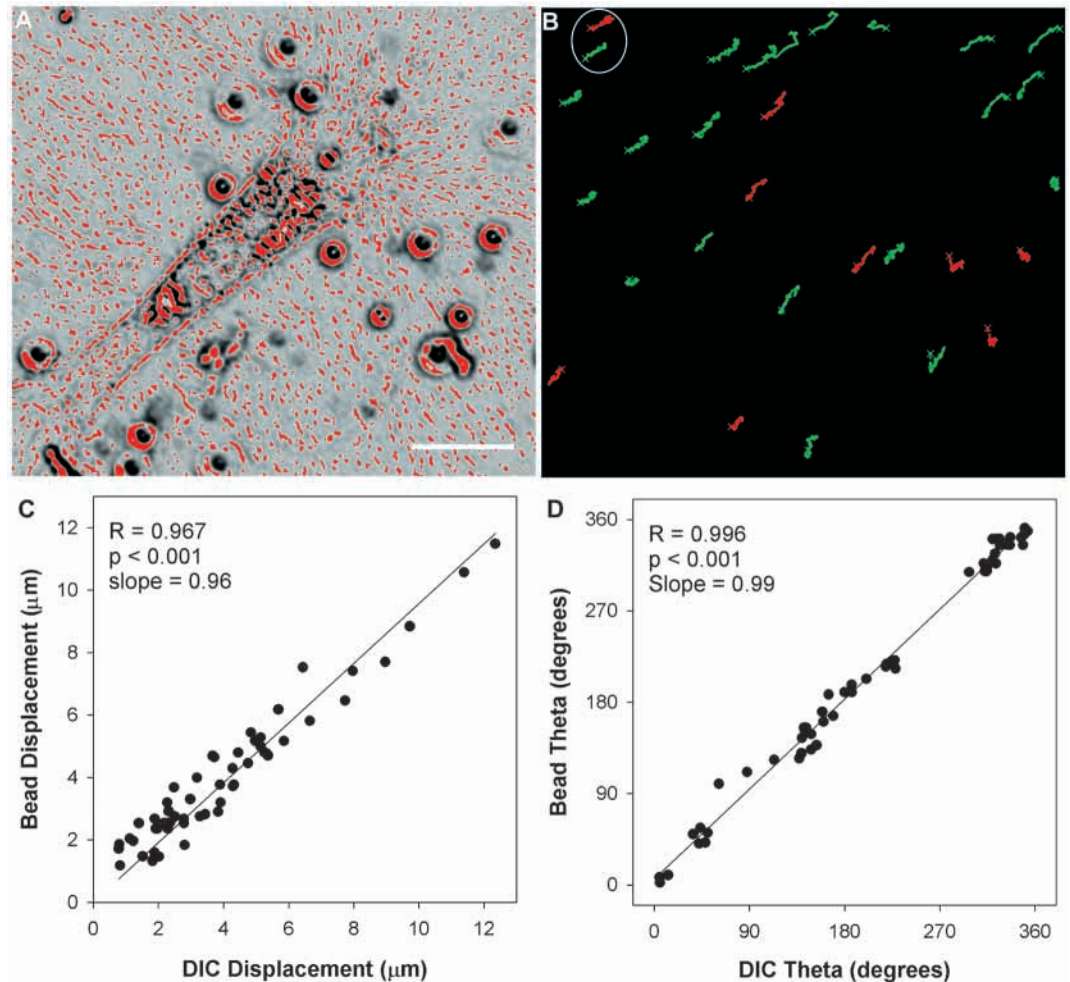 A
B
C
R = 0.967
p < 0.001
slope = 0.96
12
10
8
6
4
2
0
Bead Displacement (μm)
0 2 4 6 8 10 12
DIC Displacement (μm)
D
R = 0.996
p < 0.001
Slope = 0.99
360
270
180
90
0
Bead Theta (degrees)
0 90 180 270 360
DIC Theta (degrees)